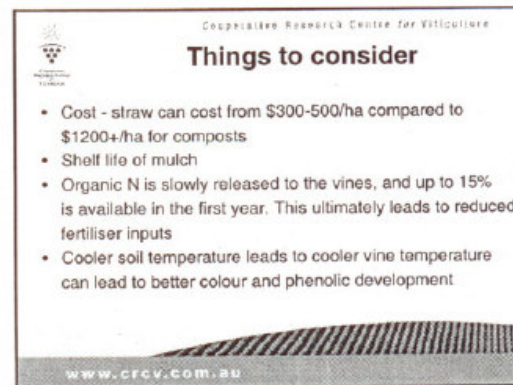 Cooperative Research Centre for Viticulture
Things to consider
• Cost - straw can cost from $300-500/ha compared to
$1200+/ha for composts
• Shelf life of mulch
• Organic N is slowly released to the vines, and up to 15%
is available in the first year. This ultimately leads to reduced
fertiliser inputs
• Cooler soil temperature leads to cooler vine temperature
can lead to better colour and phenolic development
www.crcv.com.au